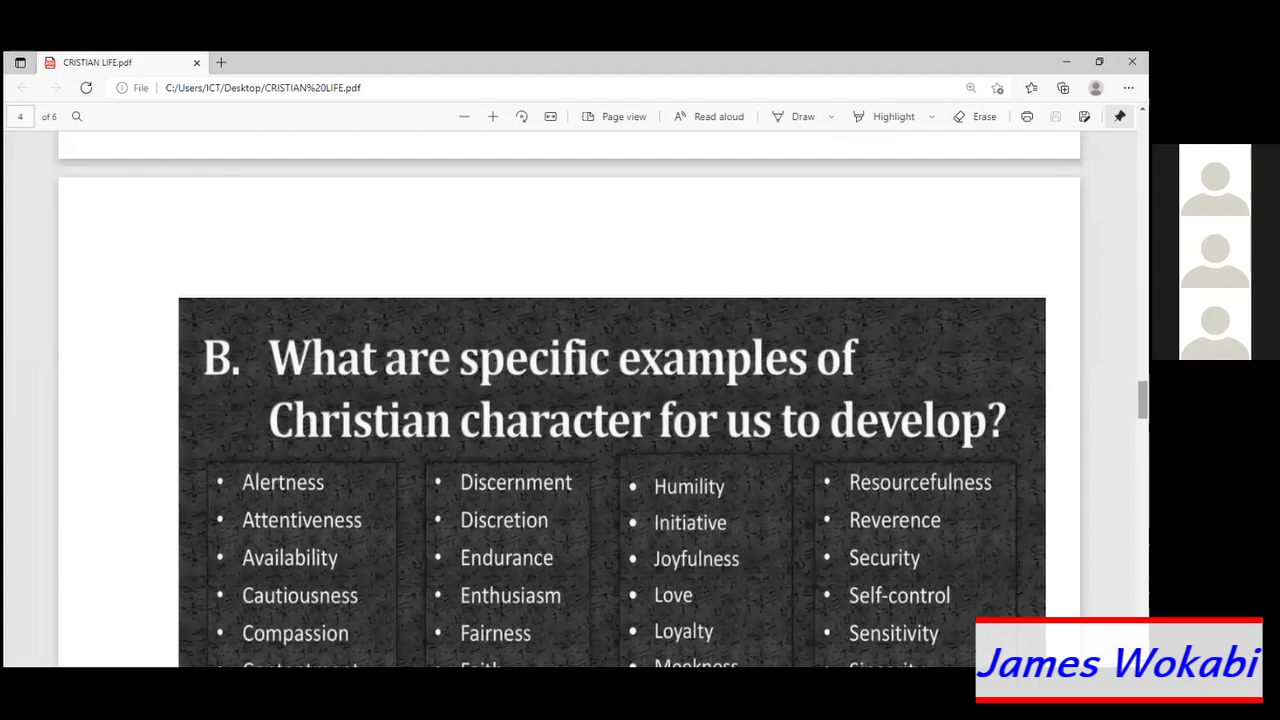 CRISTIAN LIFE.pdf
File C:/Users/ICT/Desktop/CRISTIAN%20LIFE.pdf
4 of 6 Page view Read aloud Draw Highlight Erase
B. What are specific examples of
Christian character for us to develop?
• Alertness
• Attentiveness
• Availability
• Cautiousness
• Compassion
• Discernment
• Discretion
• Endurance
• Enthusiasm
• Fairness
• Humility
• Initiative
• Joyfulness
• Love
• Loyalty
• Resourcefulness
• Reverence
• Security
• Self-control
• Sensitivity
James Wokabi